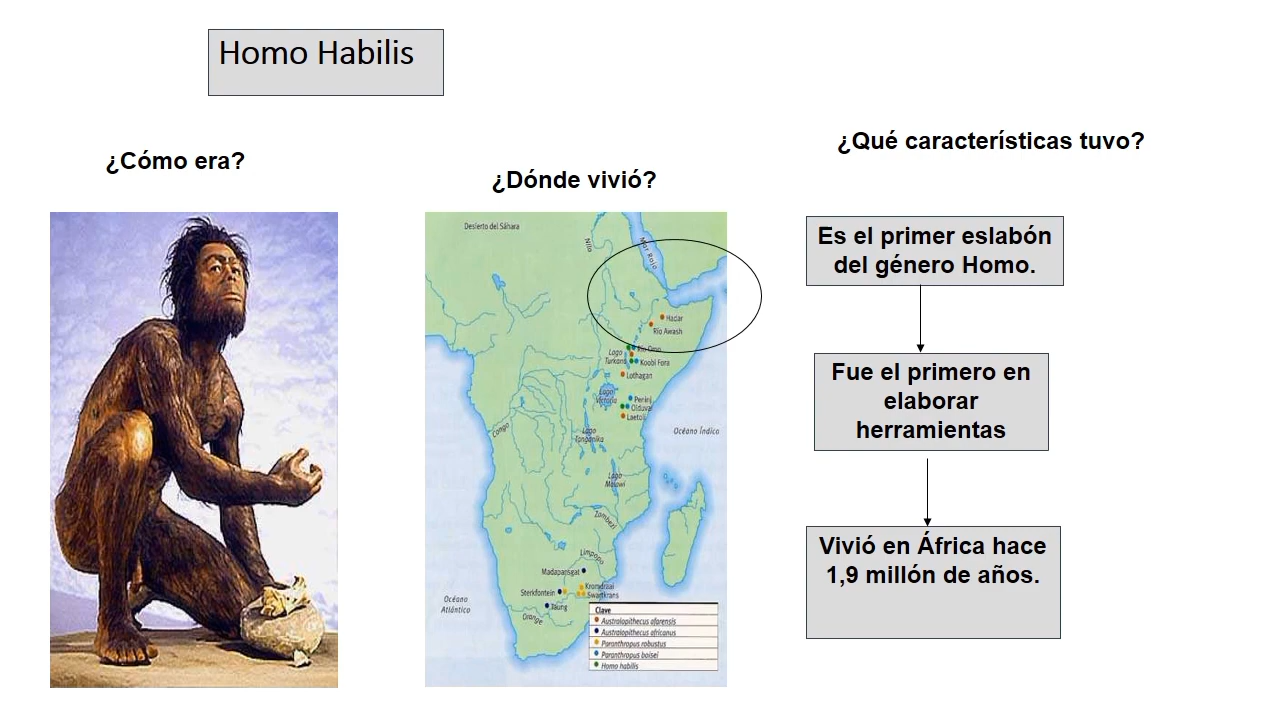 Homo Habilis
¿Cómo era?
¿Dónde vivió?
¿Qué características tuvo?
Desierto del Sáhara
Nilo
Mar Rojo
Hadar
Río Awash
Río Omo
Lago
Turkana
Koobi Fora
Lothagan
Lago
Victoria
Peninj
Olduvai
Laetoli
Congo
Lago
Tanganika
Océano Índico
Lago
Malawi
Zambezi
Limpopo
Madapansgat
Kromdraai
Sterkfontein
Swartkrans
Taung
Orange
Océano
Atlántico
Clave
Australopithecus afarensis
Australopithecus africanus
Paranthropus robustus
Paranthropus boisei
Homo habilis
Es el primer eslabón
del género Homo.
Fue el primero en
elaborar
herramientas
Vivió en África hace
1,9 millón de años.